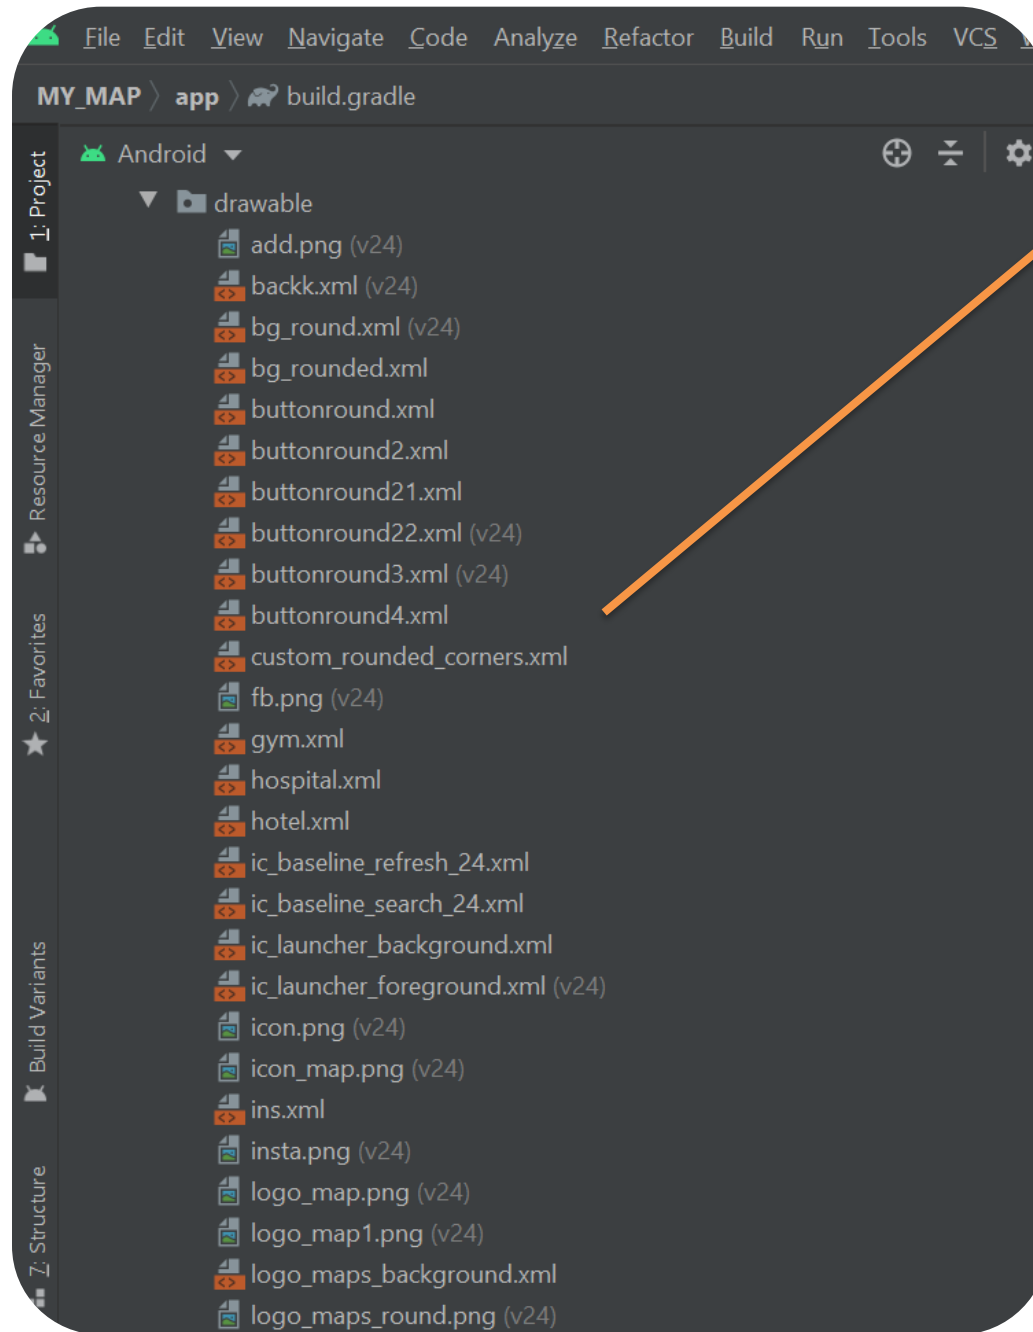 File Edit View Navigate Code Analyze Refactor Build Run Tools VCS
MY_MAP app build.gradle
Android
1: Project
Resource Manager
2: Favorites
Build Variants
7: Structure
drawable
add.png (v24)
backk.xml (v24)
bg_round.xml (v24)
bg_rounded.xml
buttonround.xml
buttonround2.xml
buttonround21.xml
buttonround22.xml (v24)
buttonround3.xml (v24)
buttonround4.xml
custom_rounded_corners.xml
fb.png (v24)
gym.xml
hospital.xml
hotel.xml
ic_baseline_refresh_24.xml
ic_baseline_search_24.xml
ic_launcher_background.xml
ic_launcher_foreground.xml (v24)
icon.png (v24)
icon_map.png (v24)
ins.xml
insta.png (v24)
logo_map.png (v24)
logo_map1.png (v24)
logo_maps_background.xml
logo_maps_round.png (v24)